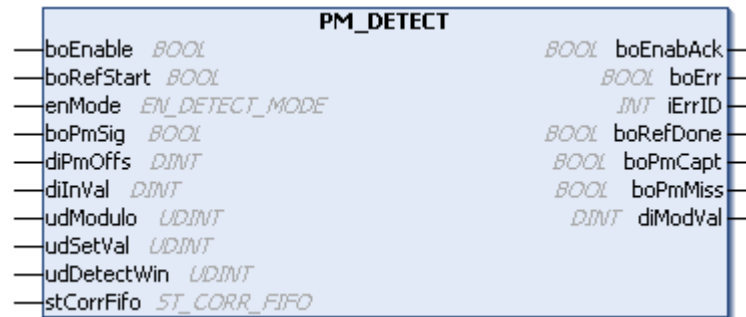 PM_DETECT
boEnable BOOL BOOL boEnabAck
boRefStart BOOL BOOL boErr
enMode EN_DETECT_MODE INT iErrID
boPmSig BOOL BOOL boRefDone
diPmOffs DINT BOOL boPmCapt
diInVal DINT BOOL boPmMiss
udModulo UDINT DINT diModVal
udSetVal UDINT
udDetectWin UDINT
stCorrFifo ST_CORR_FIFO